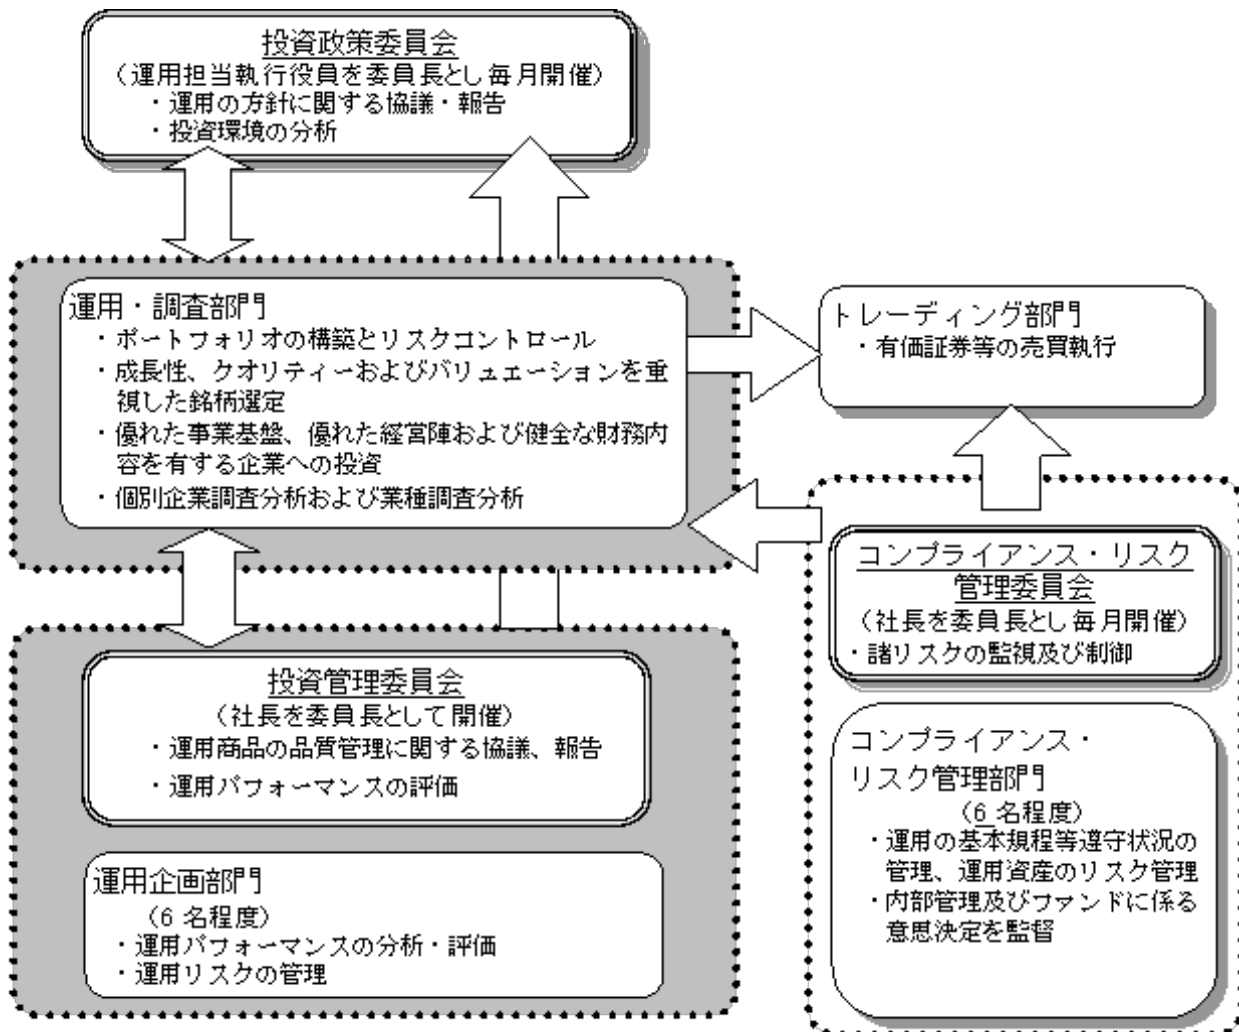 投資政策委員会
（運用担当執行役員を委員長とし毎月開催）
・運用の方針に関する協議・報告
・投資環境の分析
運用・調査部門
・ポートフォリオの構築とリスクコントロール
・成長性、クオリティーおよびバリュエーションを重
視した銘柄選定
・優れた事業基盤、優れた経営陣および健全な財務内
容を有する企業への投資
・個別企業調査分析および業種調査分析
トレーディング部門
・有価証券等の売買執行
投資管理委員会
（社長を委員長として開催）
・運用商品の品質管理に関する協議、報告
・運用パフォーマンスの評価
運用企画部門
（6 名程度）
・運用パフォーマンスの分析・評価
・運用リスクの管理
コンプライアンス・リスク
管理委員会
（社長を委員長とし毎月開催）
・諸リスクの監視及び制御
コンプライアンス・
リスク管理部門
（6 名程度）
・運用の基本規程等遵守状況の
管理、運用資産のリスク管理
・内部管理及びファンドに係る
意思決定を監督